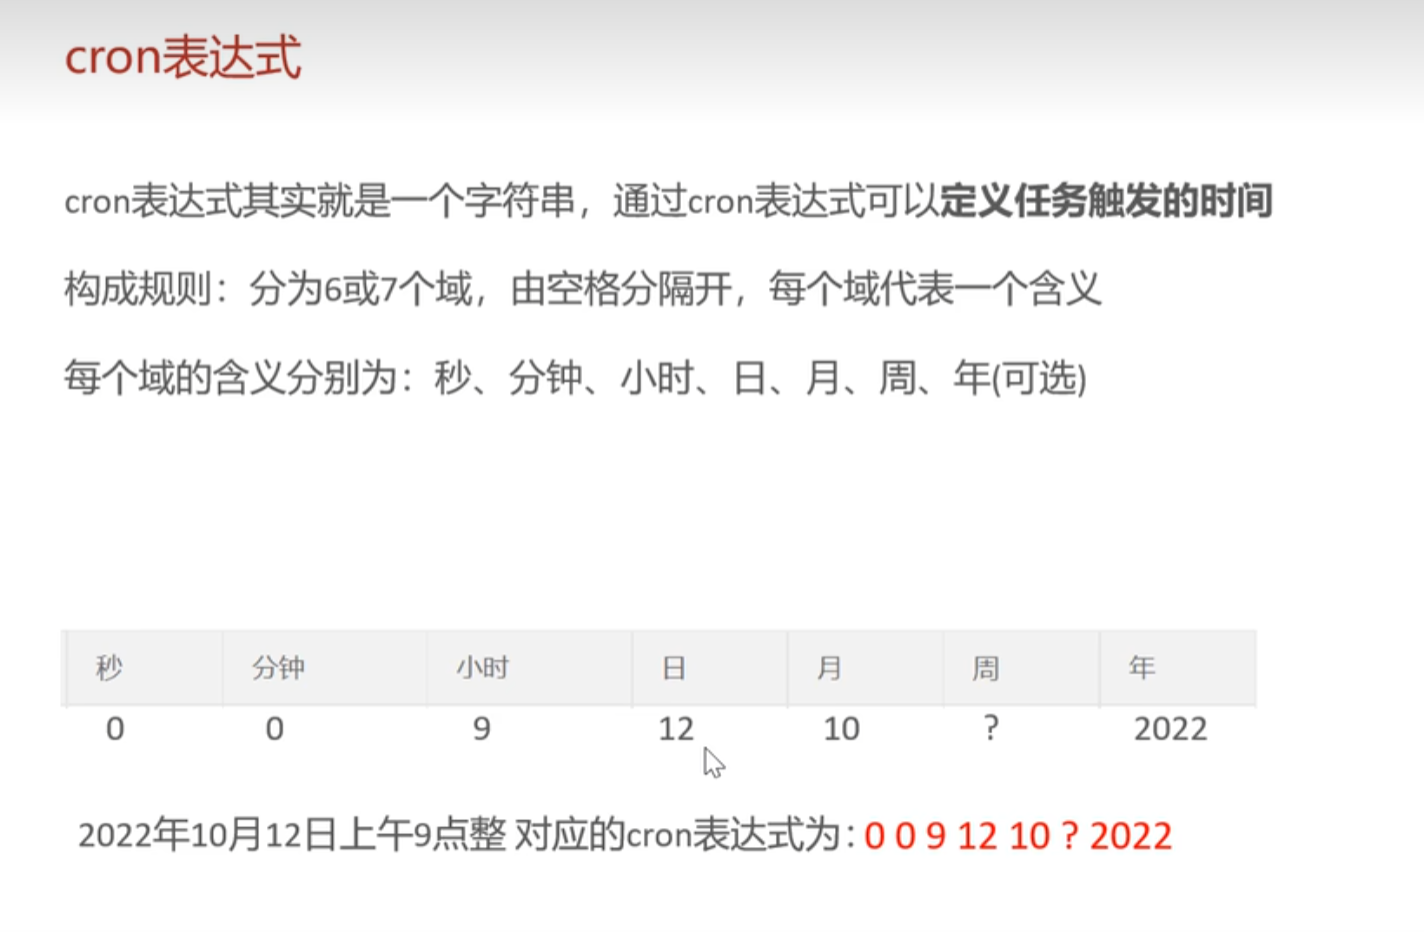 cron表达式
cron表达式其实就是一个字符串，通过cron表达式可以定义任务触发的时间
构成规则：分为6或7个域，由空格分隔开，每个域代表一个含义
每个域的含义分别为：秒、分钟、小时、日、月、周、年(可选)
秒 分钟 小时 日 月 周 年
0 0 9 12 10 ? 2022
2022年10月12日上午9点整 对应的cron表达式为：0 0 9 12 10 ? 2022